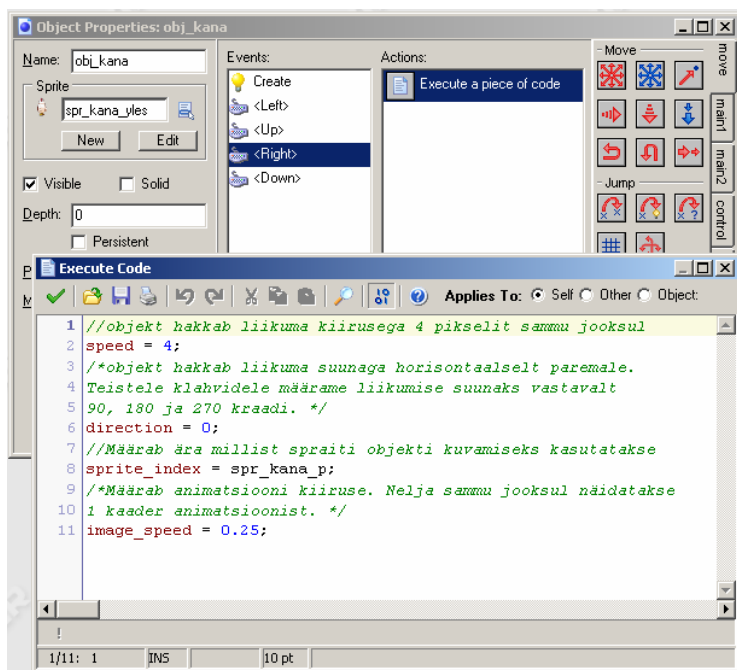 Object Properties: obj_kana
Name: obj_kana
Sprite
spr_kana_yles
New Edit
Visible Solid
Depth: 0
Persistent
Events:
Create
<Left>
<Up>
<Right>
<Down>
Actions:
Execute a piece of code
Move
Jump
move
main1
main2
control
P
M
Execute Code
Applies To: Self Other Object:
1 //objekt hakkab liikuma kiirusega 4 pikselit sammu jooksul
2 speed = 4;
3 /*objekt hakkab liikuma suunaga horisontaalselt paremale.
4 Teistele klahvidele määrame liikumise suunaks vastavalt
5 90, 180 ja 270 kraadi. */
6 direction = 0;
7 //Määrab ära millist spraiti objekti kuvamiseks kasutatakse
8 sprite_index = spr_kana_p;
9 /*Määrab animatsiooni kiiruse. Nelja sammu jooksul näidatakse
10 1 kaader animatsioonist. */
11 image_speed = 0.25;
!
1/11: 1 INS 10 pt